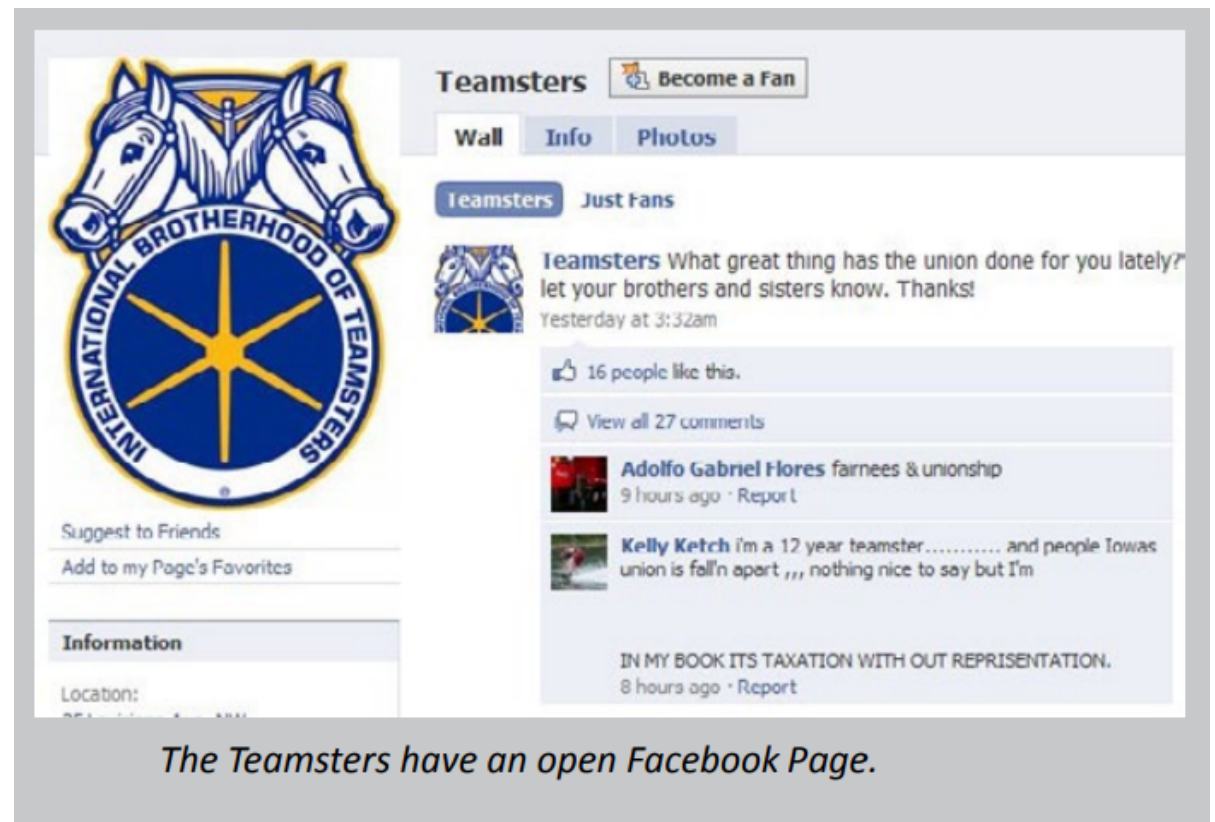 INTERNATIONAL BROTHERHOOD OF TEAMSTERS
®
Suggest to Friends
Add to my Page's Favorites
Information
Location:
Teamsters
Become a Fan
Wall Info Photos
Teamsters Just Fans
Teamsters What great thing has the union done for you lately?"
let your brothers and sisters know. Thanks!
Yesterday at 3:32am
16 people like this.
View all 27 comments
Adolfo Gabriel Flores fairnees & unionship
9 hours ago · Report
Kelly Ketch i'm a 12 year teamster........... and people Iowas
union is fall'n apart ,,, nothing nice to say but I'm
IN MY BOOK ITS TAXATION WITH OUT REPRISENTATION.
8 hours ago · Report
The Teamsters have an open Facebook Page.